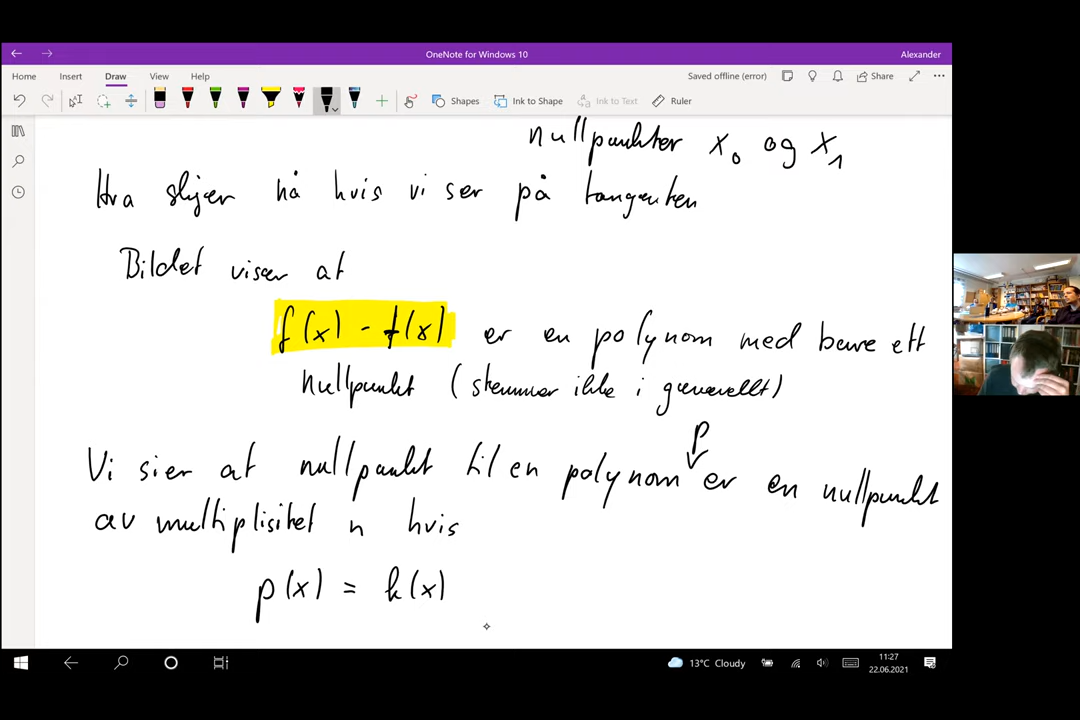 OneNote for Windows 10
Alexander
Home Insert Draw View Help
Saved offline (error) Share
Shapes Ink to Shape Ink to Text Ruler
nullpunkter x₀ og x₁
Hva skjer nå hvis vi ser på tangenten
Bildet viser at
f(x) - t(x) er en polynom med bare ett
nullpunkt (stemmer ikke i generellt)
p
Vi sier at nullpunkt til en polynom er en nullpunkt
av multiplisitet n hvis
p(x) = k(x)
13°C Cloudy
11:27
22.06.2021